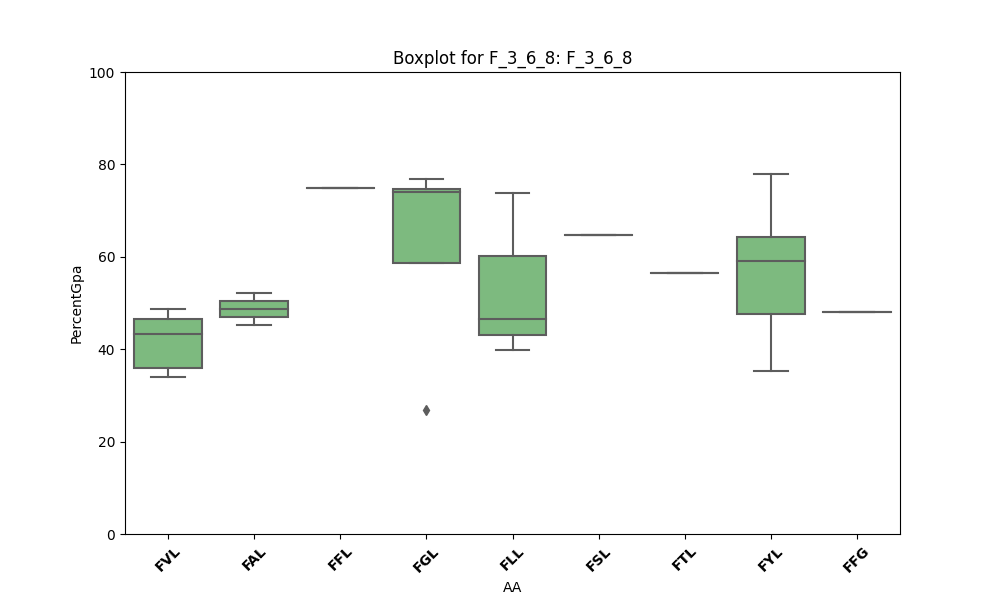 Boxplot for F_3_6_8: F_3_6_8
100
80
60
40
20
0
PercentGpa
FVL
FAL
FFL
FGL
FLL
FSL
FTL
FYL
FFG
AA